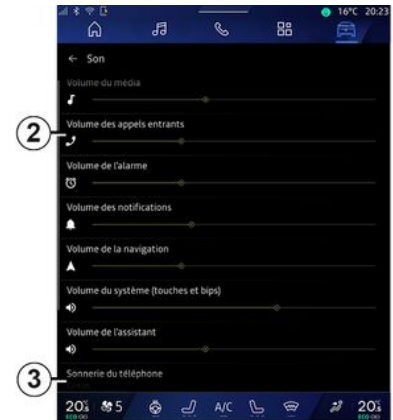 16°C 20:23
← Son
Volume du média
Volume des appels entrants
2
Volume de l'alarme
Volume des notifications
Volume de la navigation
Volume du système (touches et bips)
Volume de l'assistant
Sonnerie du téléphone
3
20 5 A/C 20
ECO ECO